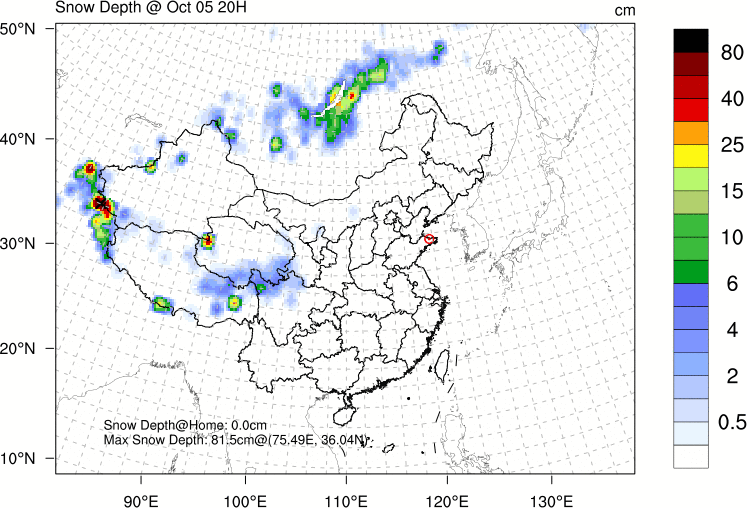 Snow Depth @ Oct 05 20H
cm
50°N
40°N
30°N
20°N
10°N
Snow Depth@Home: 0.0cm
Max Snow Depth: 81.5cm@(75.49E, 36.04N)
90°E
100°E
110°E
120°E
130°E
80
40
25
15
10
6
4
2
0.5